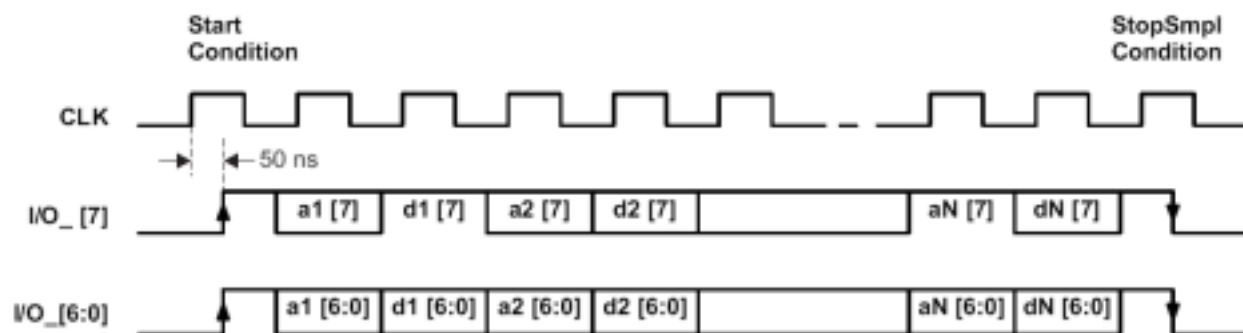 Start StopSmpl
Condition Condition
CLK
50 ns
I/O_ [7] a1 [7] d1 [7] a2 [7] d2 [7] aN [7] dN [7]
I/O_[6:0] a1 [6:0] d1 [6:0] a2 [6:0] d2 [6:0] aN [6:0] dN [6:0]